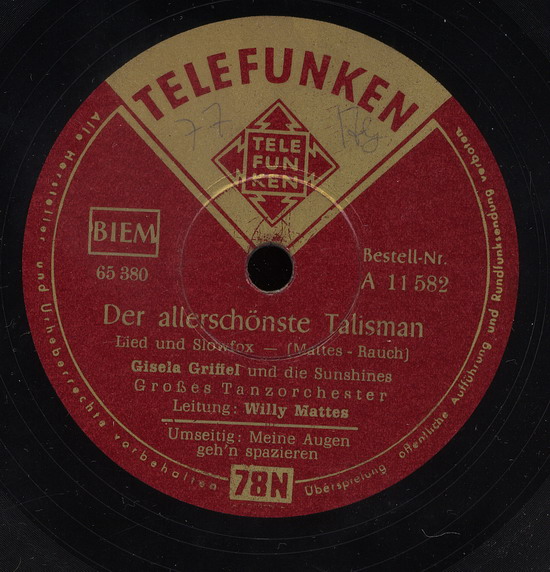 TELEFUNKEN
77
TELE
FUN
KEN
BIEM
65 380
Bestell-Nr.
A 11582
Der allerschönste Talisman
Lied und Slowfox — (Mattes - Rauch)
Gisela Griffel und die Sunshines
Großes Tanzorchester
Leitung: Willy Mattes
Umseitig: Meine Augen
geh'n spazieren
78N
Alle Hersteller und Urheberrechte vorbehalten
Überspielung öffentliche Aufführung und Rundfunksendung verboten